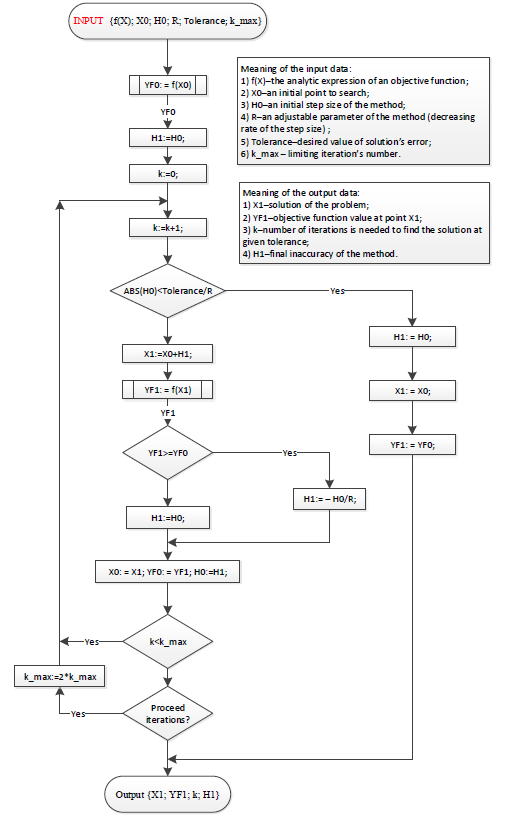 INPUT {f(X); X0; H0; R; Tolerance; k_max}
YF0: = f(X0)
YF0
H1:=H0;
k:=0;
k:=k+1;
Meaning of the input data:
1) f(X)–the analytic expression of an objective function;
2) X0–an initial point to search;
3) H0–an initial step size of the method;
4) R–an adjustable parameter of the method (decreasing
rate of the step size) ;
5) Tolerance–desired value of solution's error;
6) k_max – limiting iteration's number.
Meaning of the output data:
1) X1–solution of the problem;
2) YF1–objective function value at point X1;
3) k–number of iterations is needed to find the solution at
given tolerance;
4) H1–final inaccuracy of the method.
ABS(H0)<Tolerance/R
Yes
H1: = H0;
X1: = X0;
YF1: = YF0;
X1:=X0+H1;
YF1: = f(X1)
YF1
YF1>=YF0
Yes
H1:= – H0/R;
H1:=H0;
X0: = X1; YF0: = YF1; H0:=H1;
k<k_max
Yes
k_max:=2*k_max
Proceed
iterations?
Yes
Output {X1; YF1; k; H1}